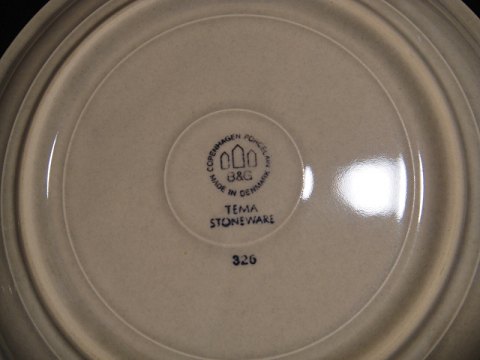 COPENHAGEN PORCELAIN
B&G
MADE IN DENMARK
TEMA
STONEWARE
326